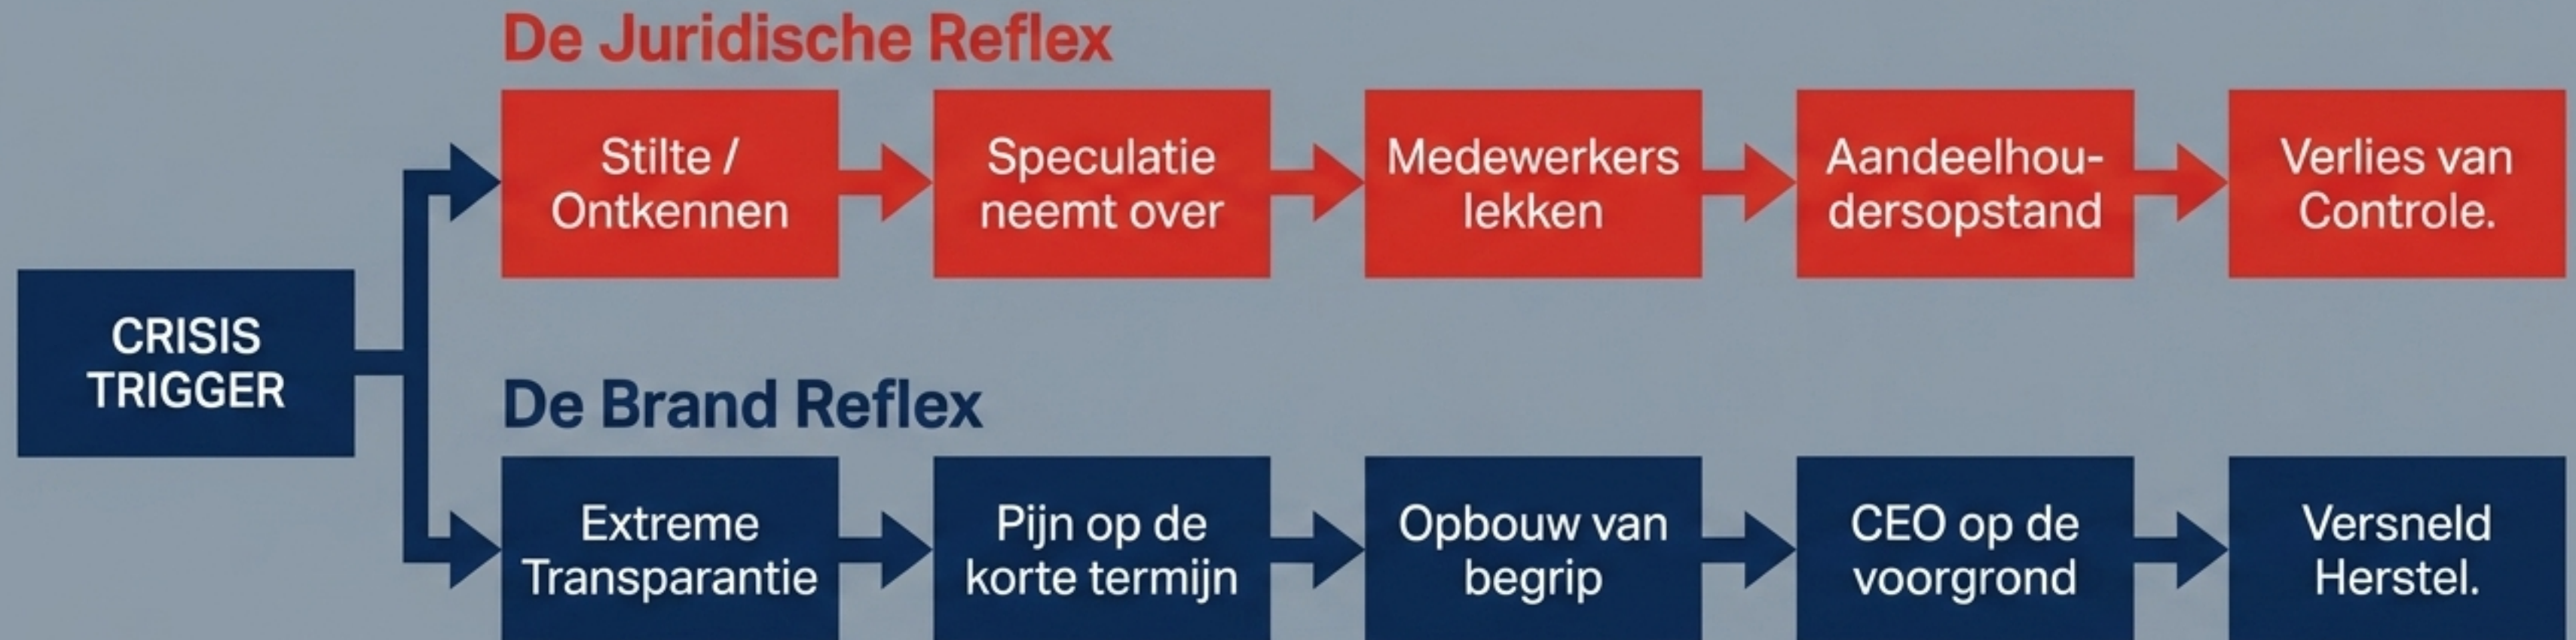 De Juridische Reflex
Stilte /
Ontkennen
Speculatie
neemt over
Medewerkers
lekken
Aandeelhou-
dersopstand
Verlies van
Controle.
CRISIS
TRIGGER
De Brand Reflex
Extreme
Transparantie
Pijn op de
korte termijn
Opbouw van
begrip
CEO op de
voorgrond
Versneld
Herstel.